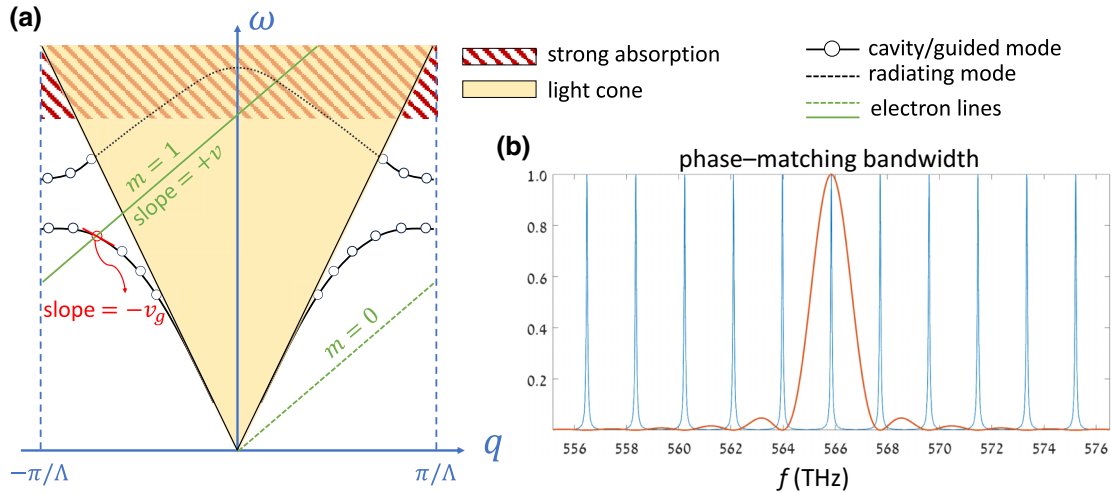 (a)
ω
strong absorption
light cone
cavity/guided mode
radiating mode
electron lines
m = 1
slope = +v
slope = −v_g
m = 0
q
−π/Λ
π/Λ
(b)
phase–matching bandwidth
1.0
0.8
0.6
0.4
0.2
556 558 560 562 564 566 568 570 572 574 576
f (THz)